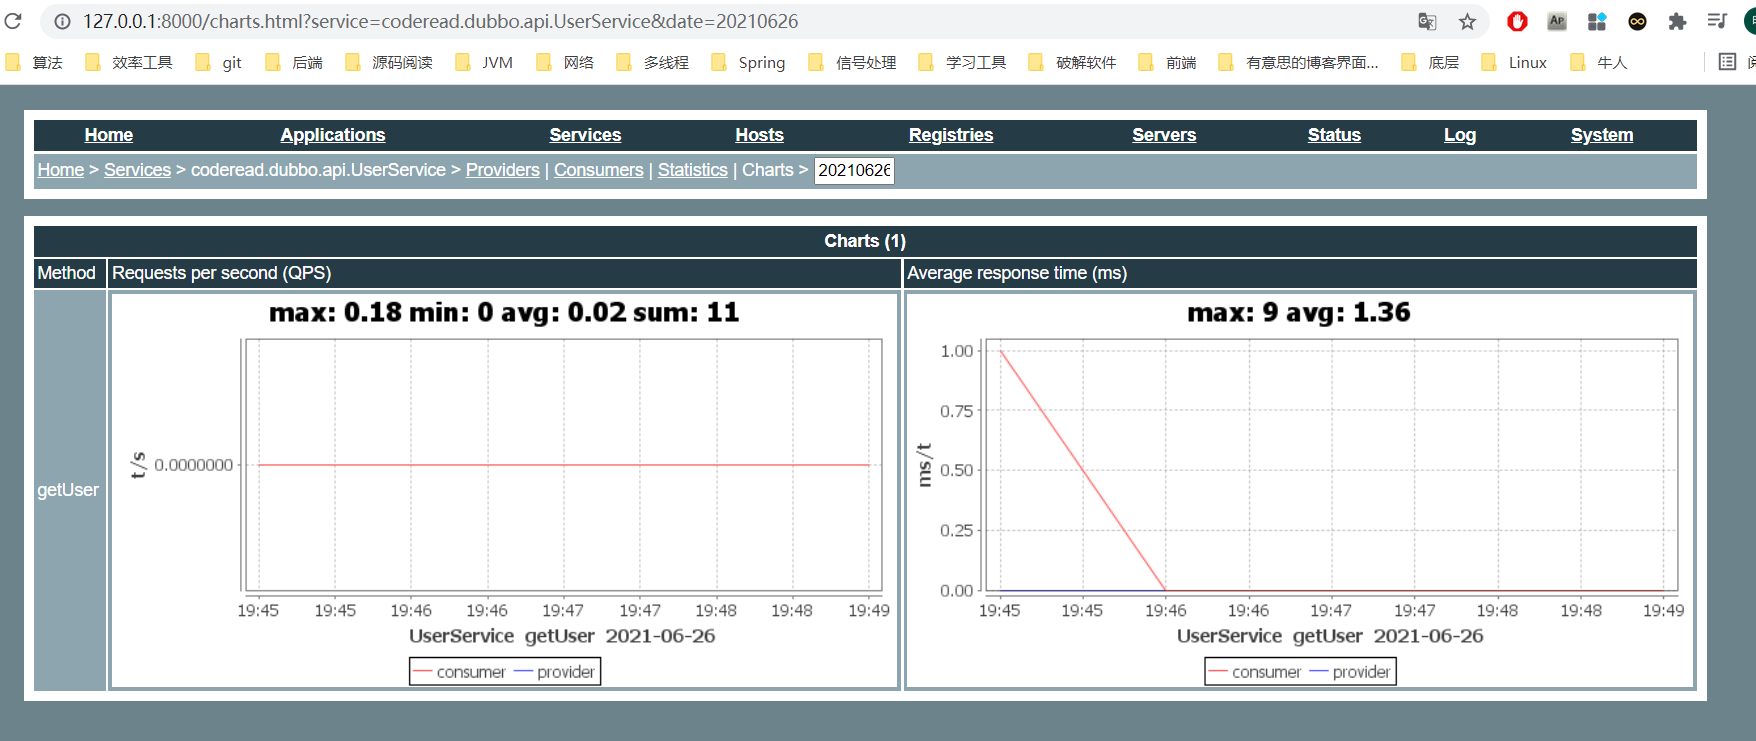 127.0.0.1:8000/charts.html?service=coderead.dubbo.api.UserService&date=20210626
算法 效率工具 git 后端 源码阅读 JVM 网络 多线程 Spring 信号处理 学习工具 破解软件 前端 有意思的博客界面... 底层 Linux 牛人
Home Applications Services Hosts Registries Servers Status Log System
Home > Services > coderead.dubbo.api.UserService > Providers | Consumers | Statistics | Charts > 20210626
Charts (1)
Method Requests per second (QPS) Average response time (ms)
getUser
max: 0.18 min: 0 avg: 0.02 sum: 11
t/s
0.0000000
19:45 19:45 19:46 19:46 19:47 19:47 19:48 19:48 19:49
UserService getUser 2021-06-26
consumer provider
max: 9 avg: 1.36
ms/t
1.00
0.75
0.50
0.25
0.00
19:45 19:45 19:46 19:46 19:47 19:47 19:48 19:48 19:49
UserService getUser 2021-06-26
consumer provider